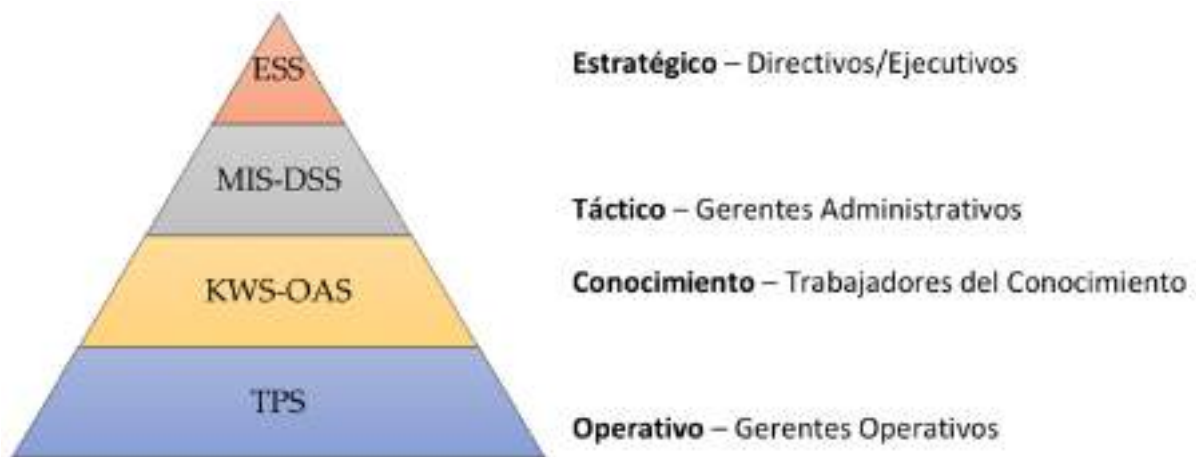 ESS
Estratégico – Directivos/Ejecutivos
MIS-DSS
Táctico – Gerentes Administrativos
KWS-OAS
Conocimiento – Trabajadores del Conocimiento
TPS
Operativo – Gerentes Operativos